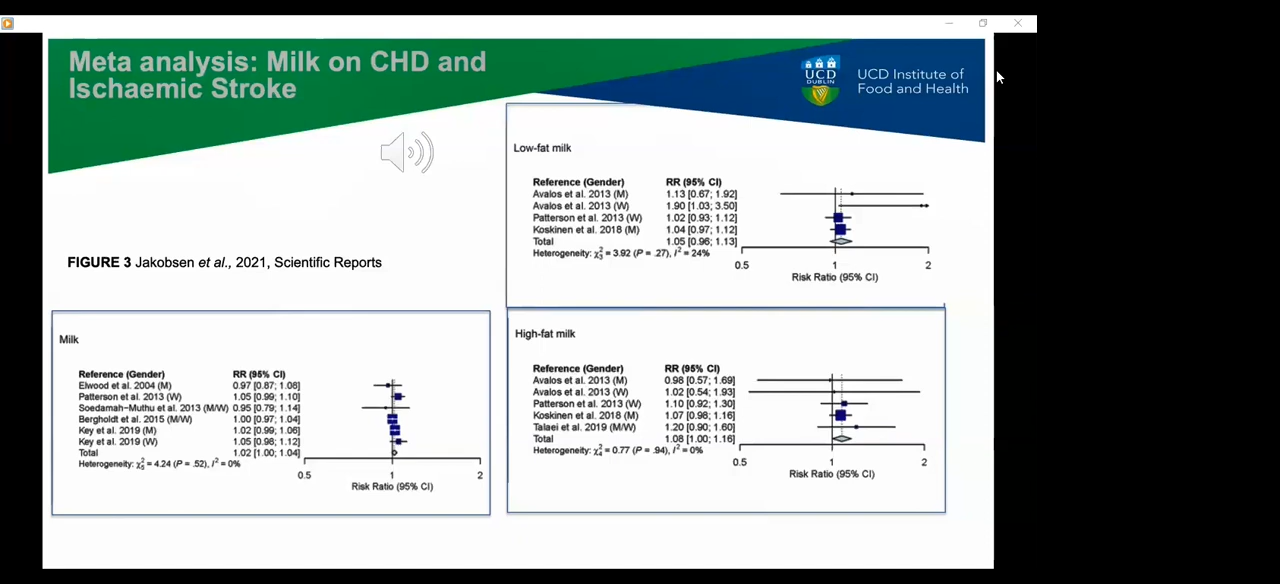 Meta analysis: Milk on CHD and
Ischaemic Stroke
UCD
DUBLIN
UCD Institute of
Food and Health
FIGURE 3 Jakobsen et al., 2021, Scientific Reports
Low-fat milk
Reference (Gender) RR (95% CI)
Avalos et al. 2013 (M) 1.13 [0.67; 1.92]
Avalos et al. 2013 (W) 1.90 [1.03; 3.50]
Patterson et al. 2013 (W) 1.02 [0.93; 1.12]
Koskinen et al. 2018 (M) 1.04 [0.97; 1.12]
Total 1.05 [0.96; 1.13]
Heterogeneity: χ²₃ = 3.92 (P = .27), I² = 24%
0.5 1 2
Risk Ratio (95% CI)
Milk
Reference (Gender) RR (95% CI)
Elwood et al. 2004 (M) 0.97 [0.87; 1.08]
Patterson et al. 2013 (W) 1.05 [0.99; 1.10]
Soedamah-Muthu et al. 2013 (M/W) 0.95 [0.79; 1.14]
Bergholdt et al. 2015 (M/W) 1.00 [0.97; 1.04]
Key et al. 2019 (M) 1.02 [0.99; 1.06]
Key et al. 2019 (W) 1.05 [0.98; 1.12]
Total 1.02 [1.00; 1.04]
Heterogeneity: χ²₅ = 4.24 (P = .52), I² = 0%
0.5 1 2
Risk Ratio (95% CI)
High-fat milk
Reference (Gender) RR (95% CI)
Avalos et al. 2013 (M) 0.98 [0.57; 1.69]
Avalos et al. 2013 (W) 1.02 [0.54; 1.93]
Patterson et al. 2013 (W) 1.10 [0.92; 1.30]
Koskinen et al. 2018 (M) 1.07 [0.98; 1.16]
Talaei et al. 2019 (M/W) 1.20 [0.90; 1.60]
Total 1.08 [1.00; 1.16]
Heterogeneity: χ²₄ = 0.77 (P = .94), I² = 0%
0.5 1 2
Risk Ratio (95% CI)